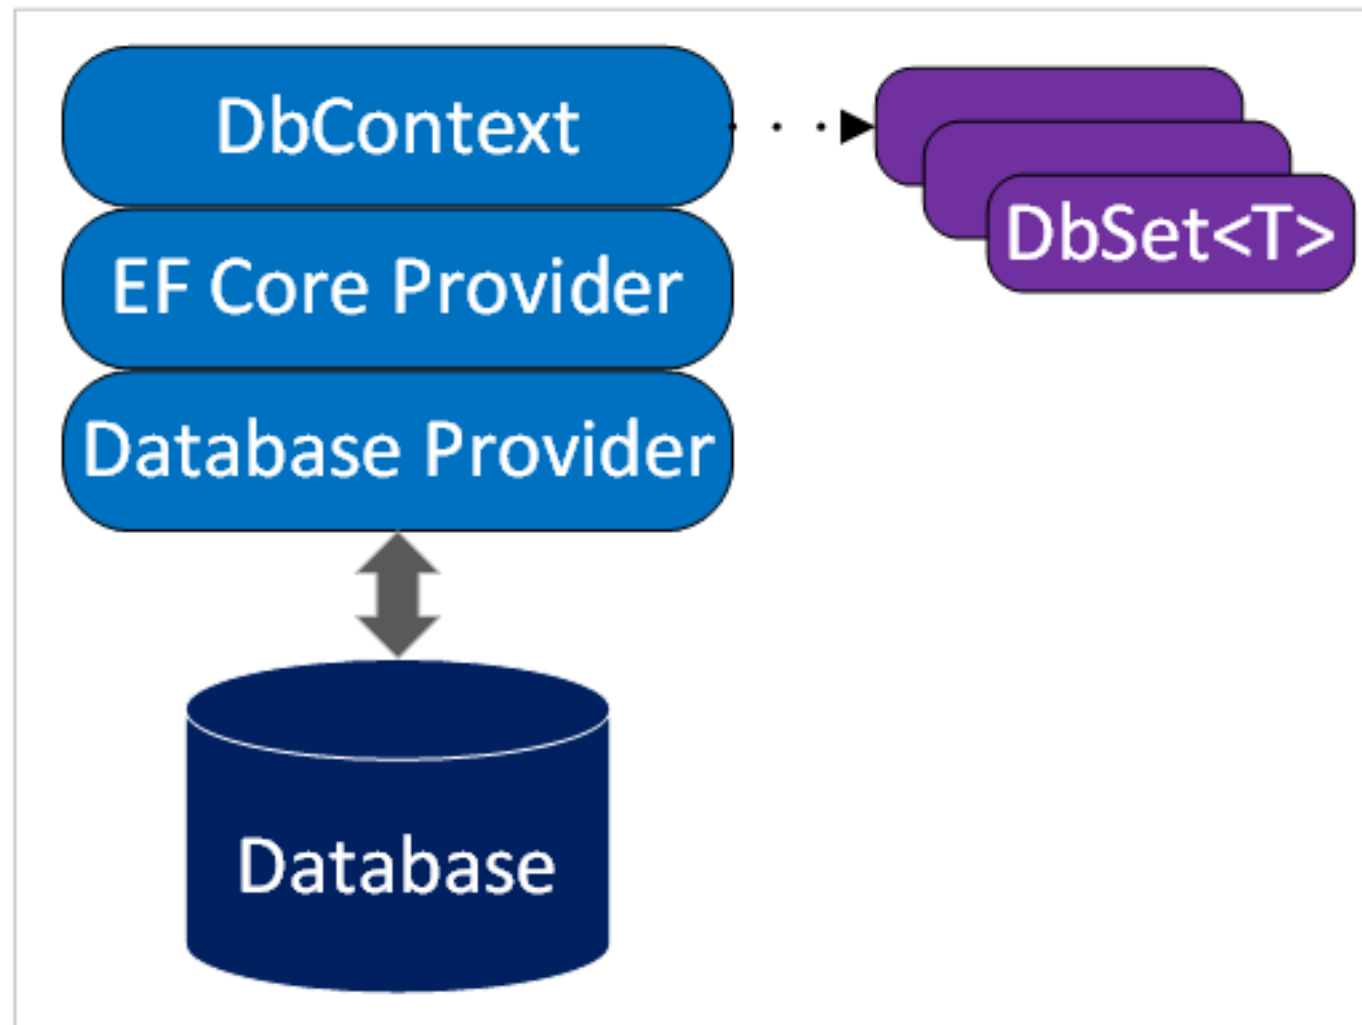 DbContext
DbSet<T>
EF Core Provider
Database Provider
Database